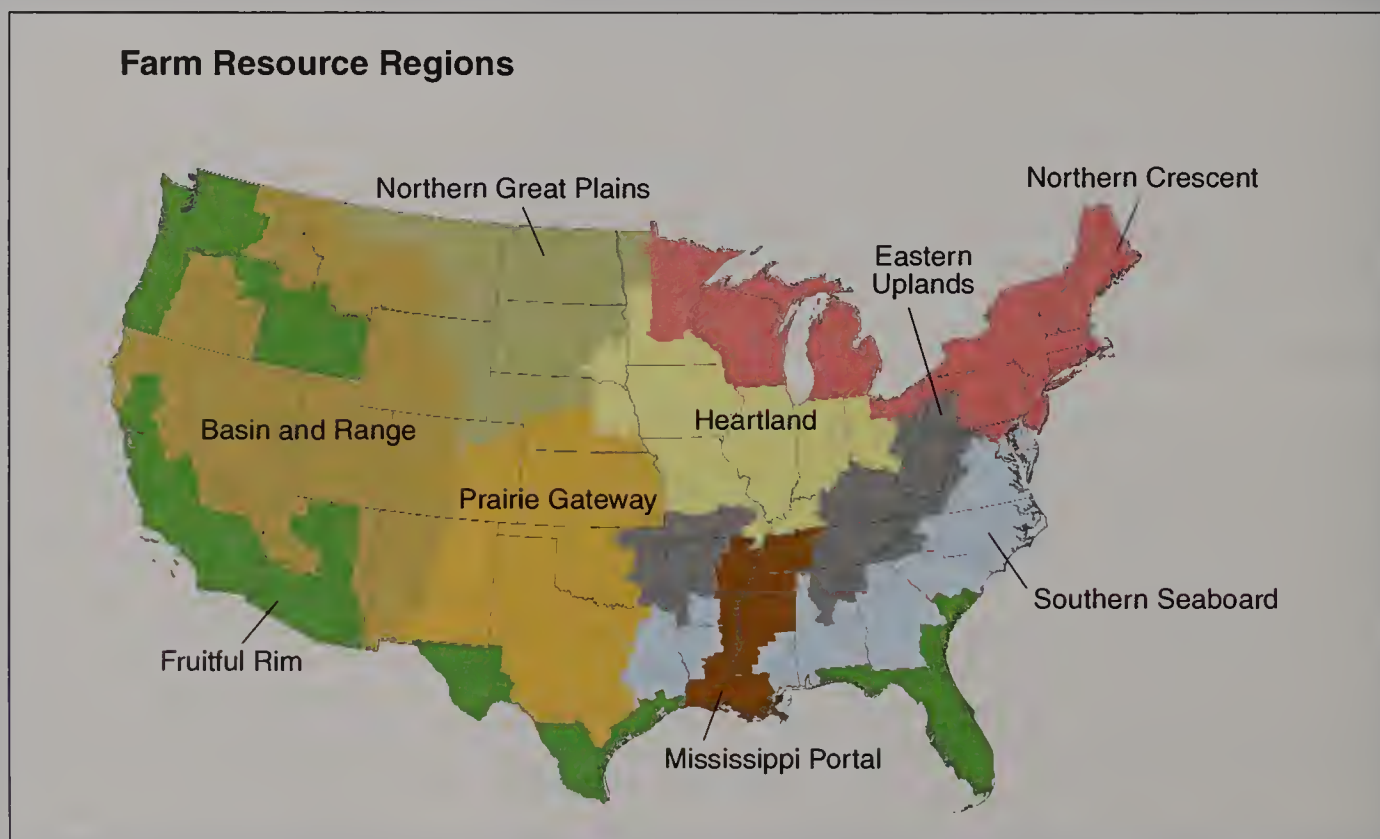 Farm Resource Regions
Northern Great Plains
Northern Crescent
Eastern
Uplands
Basin and Range
Heartland
Prairie Gateway
Southern Seaboard
Fruitful Rim
Mississippi Portal